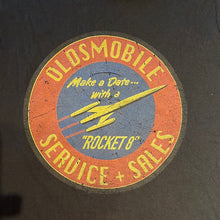 OLDSMOBILE
Make a Date...
with a
"ROCKET 8"
SERVICE + SALES